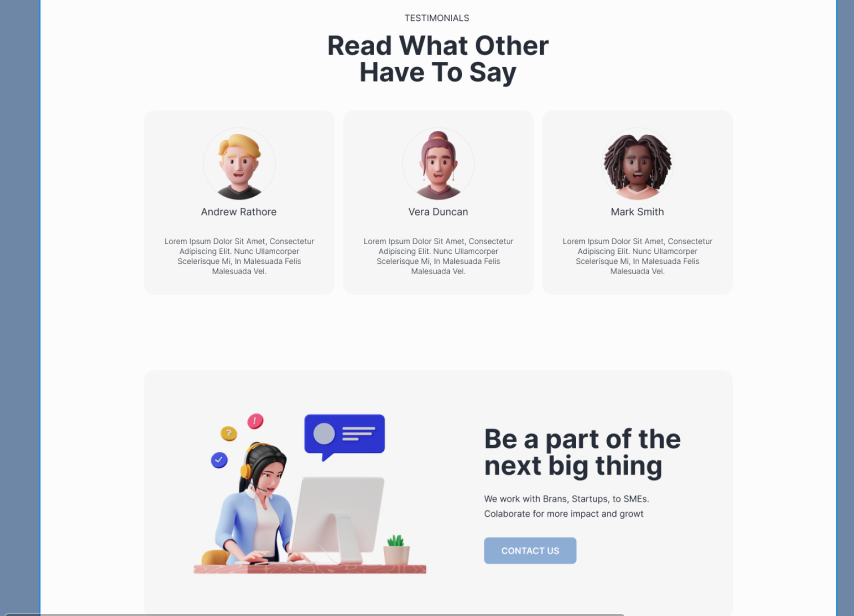 TESTIMONIALS
Read What Other
Have To Say
Andrew Rathore
Lorem Ipsum Dolor Sit Amet, Consectetur
Adipiscing Elit. Nunc Ullamcorper
Scelerisque Mi, In Malesuada Felis
Malesuada Vel.
Vera Duncan
Lorem Ipsum Dolor Sit Amet, Consectetur
Adipiscing Elit. Nunc Ullamcorper
Scelerisque Mi, In Malesuada Felis
Malesuada Vel.
Mark Smith
Lorem Ipsum Dolor Sit Amet, Consectetur
Adipiscing Elit. Nunc Ullamcorper
Scelerisque Mi, In Malesuada Felis
Malesuada Vel.
!
?
Be a part of the
next big thing
We work with Brans, Startups, to SMEs.
Colaborate for more impact and growt
CONTACT US